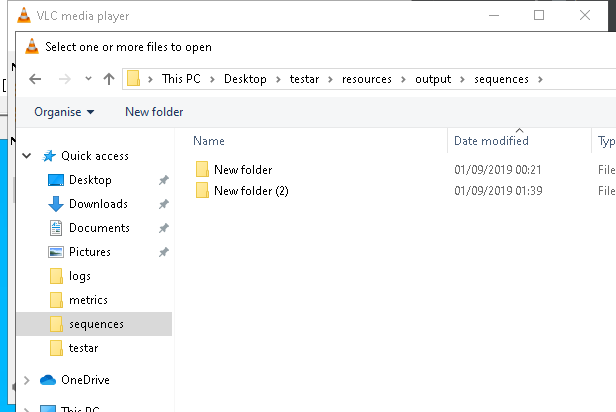 VLC media player
Select one or more files to open
This PC > Desktop > testar > resources > output > sequences >
Organise New folder
Name Date modified Typ
Quick access
Desktop
Downloads
Documents
Pictures
logs
metrics
sequences
testar
OneDrive
This PC
New folder 01/09/2019 00:21 File
New folder (2) 01/09/2019 01:39 File